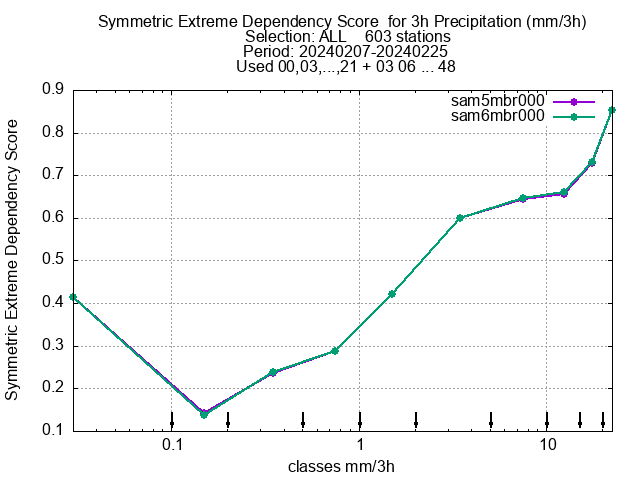 Symmetric Extreme Dependency Score  for 3h Precipitation (mm/3h)
Selection: ALL    603 stations
Period: 20240207-20240225
Used 00,03,...,21 + 03 06 ... 48
sam5mbr000
sam6mbr000
Symmetric Extreme Dependency Score
0.9
0.8
0.7
0.6
0.5
0.4
0.3
0.2
0.1
0.1
1
10
classes mm/3h